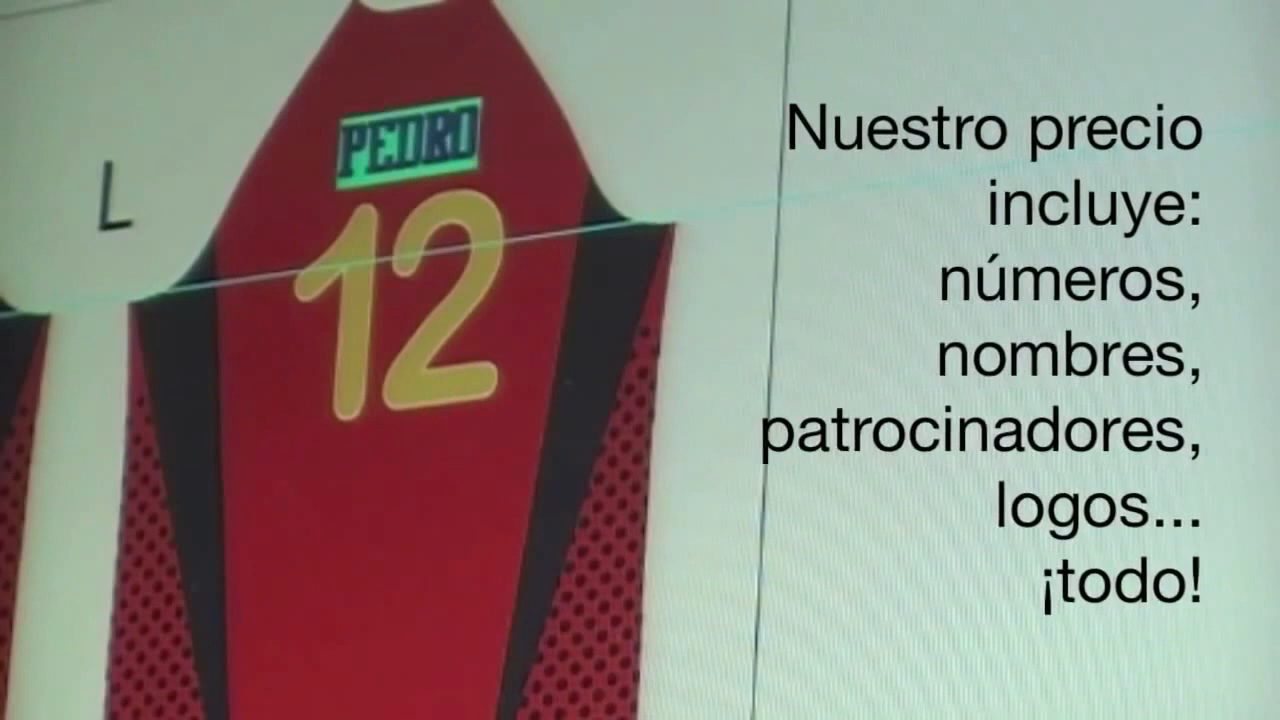 L
PEDRO
12
Nuestro precio
incluye:
números,
nombres,
patrocinadores,
logos...
¡todo!